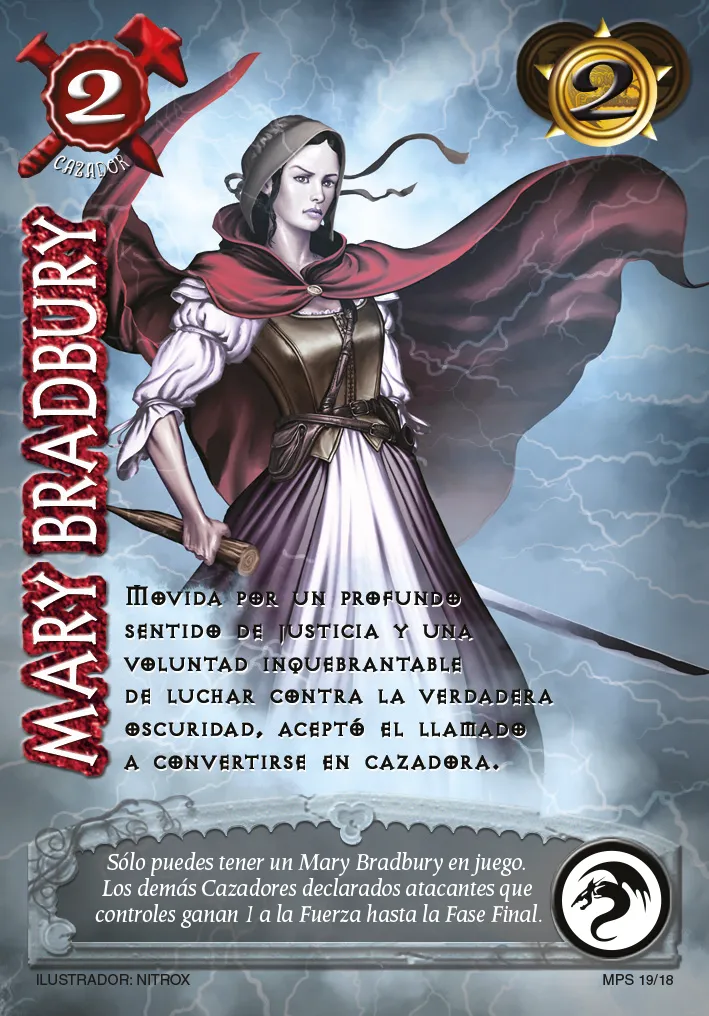 2
CAZADOR
2
MARY BRADBURY
Movida por un profundo
sentido de justicia y una
voluntad inquebrantable
de luchar contra la verdadera
oscuridad, aceptó el llamado
a convertirse en cazadora.
Sólo puedes tener un Mary Bradbury en juego.
Los demás Cazadores declarados atacantes que
controles ganan 1 a la Fuerza hasta la Fase Final.
ILUSTRADOR: NITROX
MPS 19/18